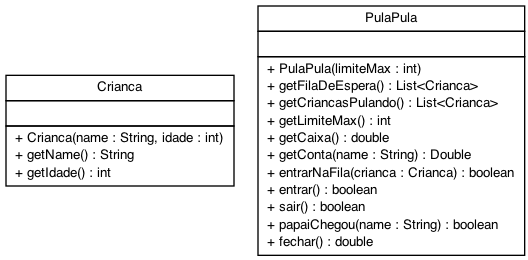 Crianca
+ Crianca(name : String, idade : int)
+ getName() : String
+ getIdade() : int
PulaPula
+ PulaPula(limiteMax : int)
+ getFilaDeEspera() : List<Crianca>
+ getCriancasPulando() : List<Crianca>
+ getLimiteMax() : int
+ getCaixa() : double
+ getConta(name : String) : Double
+ entrarNaFila(crianca : Crianca) : boolean
+ entrar() : boolean
+ sair() : boolean
+ papaiChegou(name : String) : boolean
+ fechar() : double